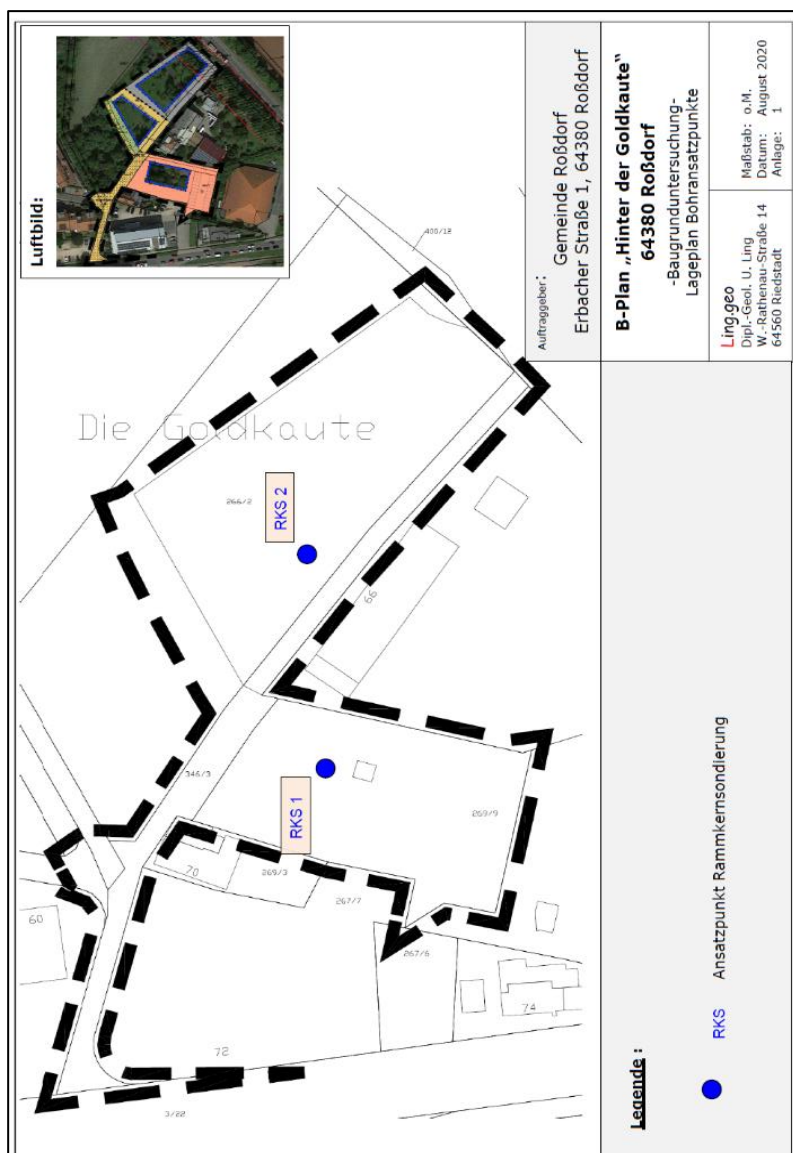 Luftbild:
Die Goldkaute
400/12
266/2
RKS 2
66
346/3
RKS 1
269/9
70
269/3
267/7
267/6
60
74
72
3/22
Auftraggeber:
Gemeinde Roßdorf
Erbacher Straße 1, 64380 Roßdorf
B-Plan „Hinter der Goldkaute“
64380 Roßdorf
-Baugrunduntersuchung-
Lageplan Bohransatzpunkte
Ling.geo
Dipl.-Geol. U. Ling
W.-Rathenau-Straße 14
64560 Riedstadt
Maßstab: o.M.
Datum: August 2020
Anlage: 1
Legende :
RKS Ansatzpunkt Rammkernsondierung